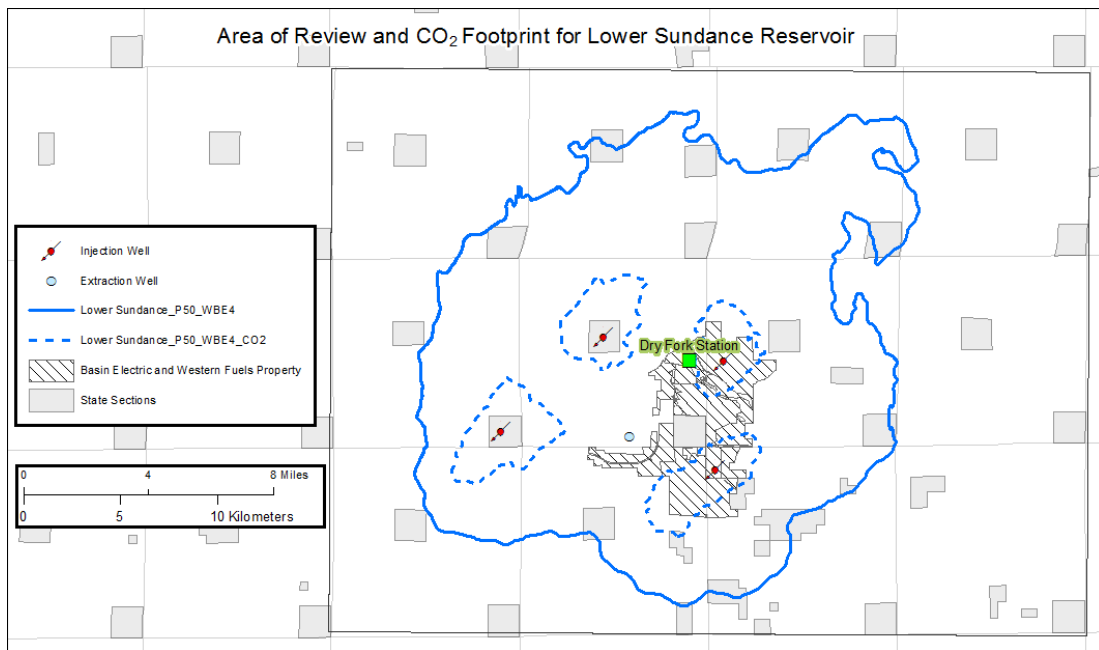 Area of Review and CO₂ Footprint for Lower Sundance Reservoir
Injection Well
Extraction Well
Lower Sundance_P50_WBE4
Lower Sundance_P50_WBE4_CO2
Basin Electric and Western Fuels Property
State Sections
Dry Fork Station
0 4 8 Miles
0 5 10 Kilometers